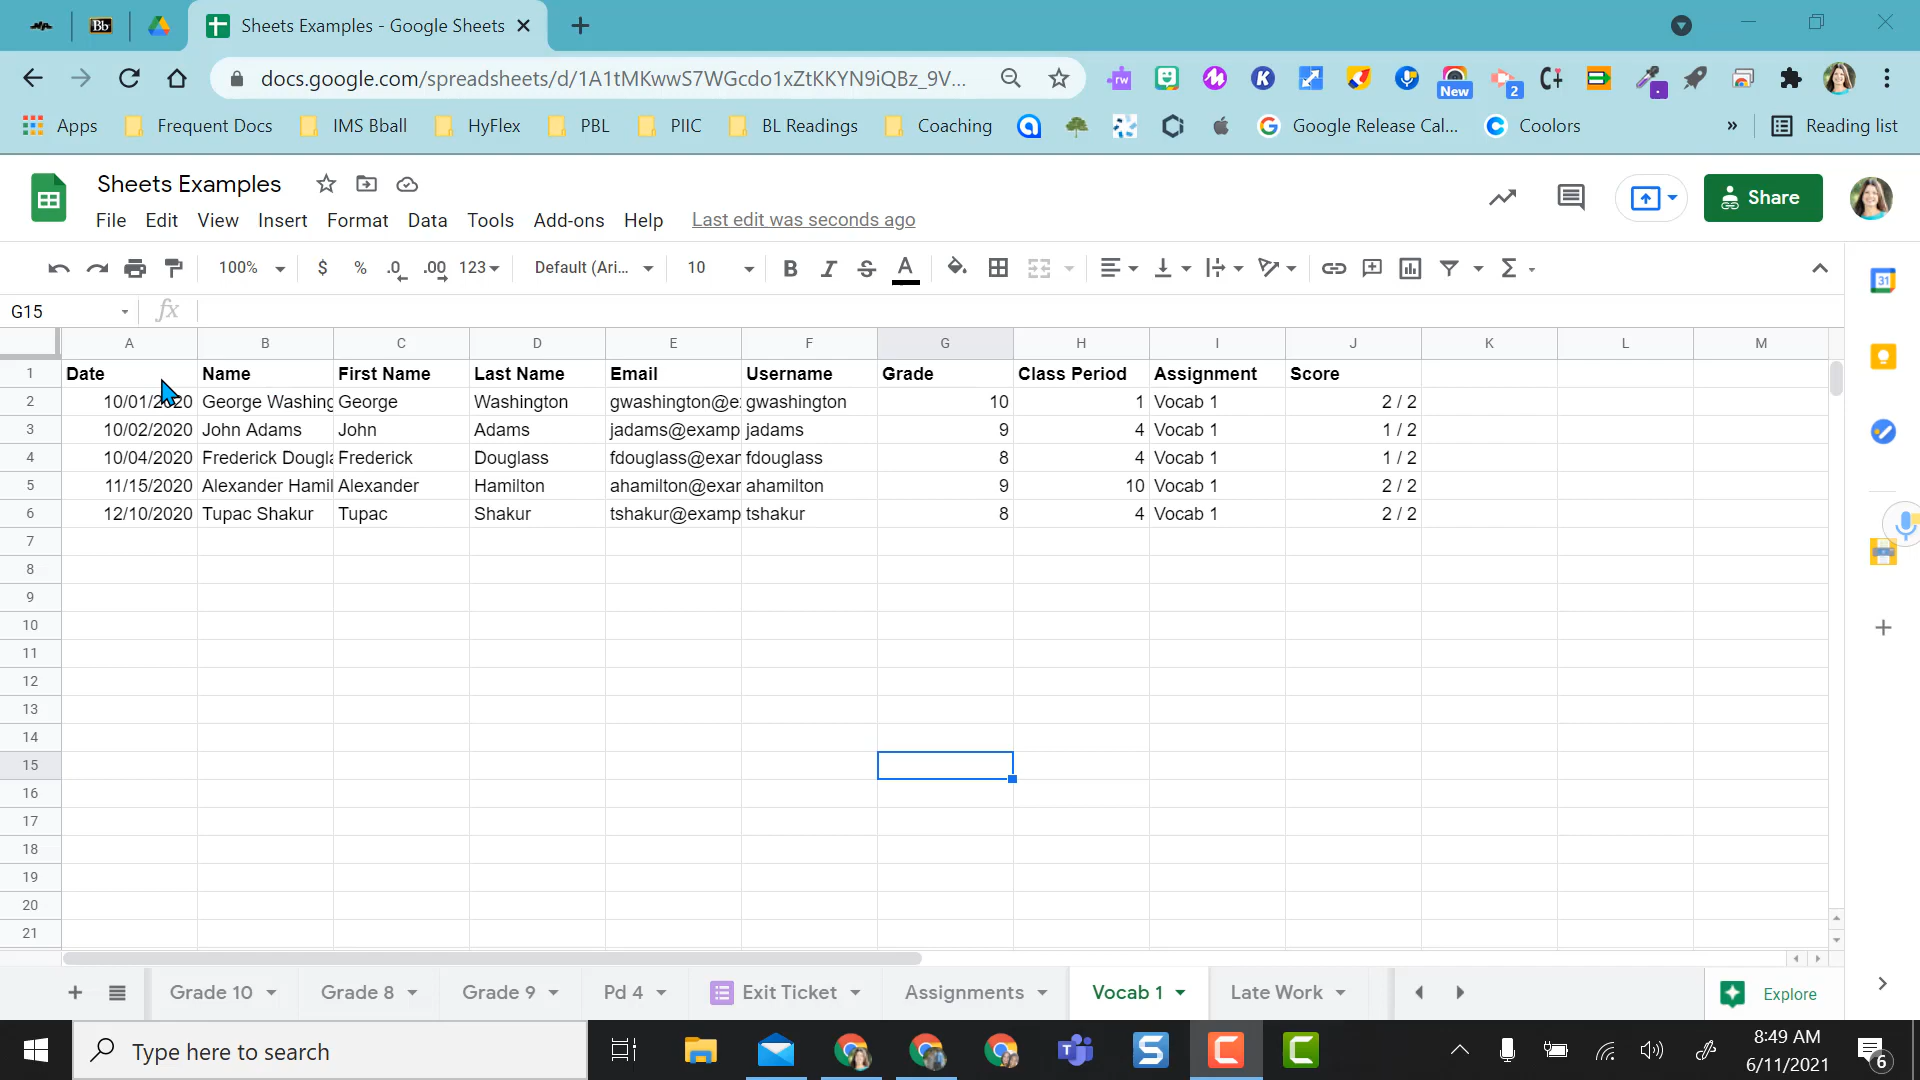 Bb Sheets Examples - Google Sheets
docs.google.com/spreadsheets/d/1A1tMKwwS7WGcdo1xZtKKYN9iQBz_9V...
New 2
Apps Frequent Docs IMS Bball HyFlex PBL PIIC BL Readings Coaching Google Release Cal... Coolors » Reading list
Sheets Examples
File Edit View Insert Format Data Tools Add-ons Help Last edit was seconds ago
Share
100% $ % .0 .00 123 Default (Ari... 10 B I S A Σ
31
G15 fx
A B C D E F G H I J K L M
1 Date Name First Name Last Name Email Username Grade Class Period Assignment Score
2 10/01/2020 George Washing George Washington gwashington@e gwashington 10 1 Vocab 1 2 / 2
3 10/02/2020 John Adams John Adams jadams@examp jadams 9 4 Vocab 1 1 / 2
4 10/04/2020 Frederick Dougla Frederick Douglass fdouglass@exar fdouglass 8 4 Vocab 1 1 / 2
5 11/15/2020 Alexander Hamil Alexander Hamilton ahamilton@exar ahamilton 9 10 Vocab 1 2 / 2
6 12/10/2020 Tupac Shakur Tupac Shakur tshakur@examp tshakur 8 4 Vocab 1 2 / 2
7
8
9
10
11
12
13
14
15
16
17
18
19
20
21
Grade 10 Grade 8 Grade 9 Pd 4 Exit Ticket Assignments Vocab 1 Late Work Explore
Type here to search
8:49 AM
6/11/2021
6